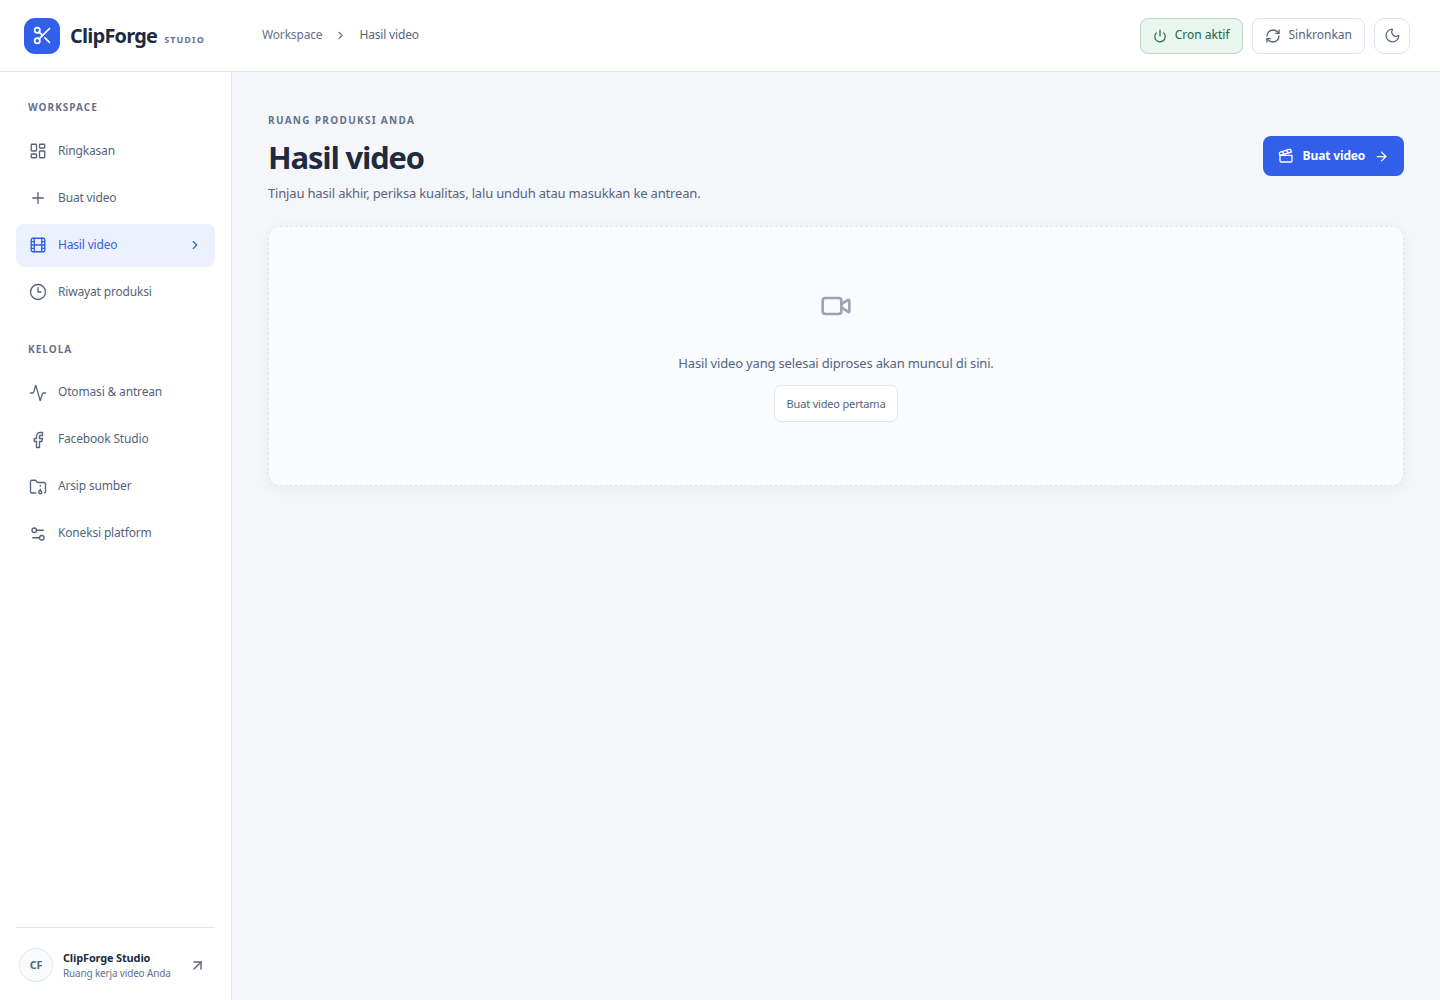 ClipForge STUDIO
Workspace
Hasil video
Cron aktif
Sinkronkan
WORKSPACE
Ringkasan
Buat video
Hasil video
Riwayat produksi
KELOLA
Otomasi & antrean
Facebook Studio
Arsip sumber
Koneksi platform
CF
ClipForge Studio
Ruang kerja video Anda
RUANG PRODUKSI ANDA
Hasil video
Tinjau hasil akhir, periksa kualitas, lalu unduh atau masukkan ke antrean.
Buat video
Hasil video yang selesai diproses akan muncul di sini.
Buat video pertama